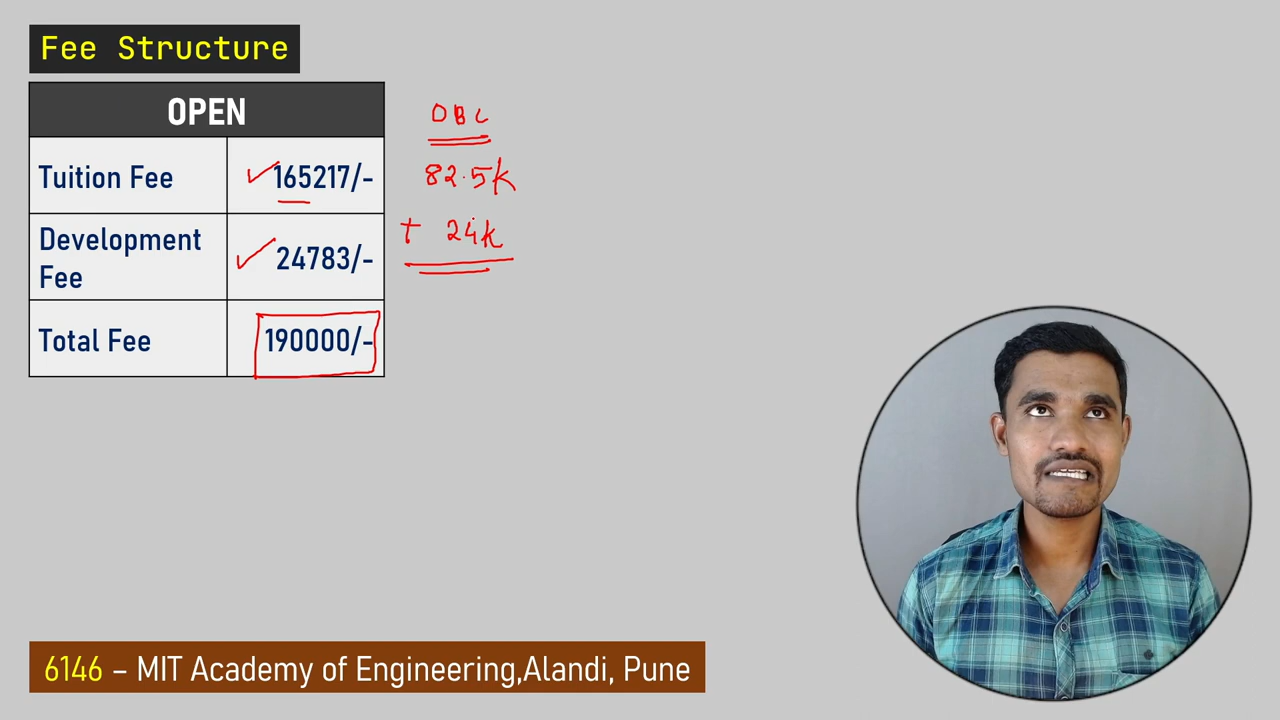 Fee Structure
OPEN
Tuition Fee 165217/-
Development Fee 24783/-
Total Fee 190000/-
OBC
82.5k
+ 24k
6146 – MIT Academy of Engineering,Alandi, Pune